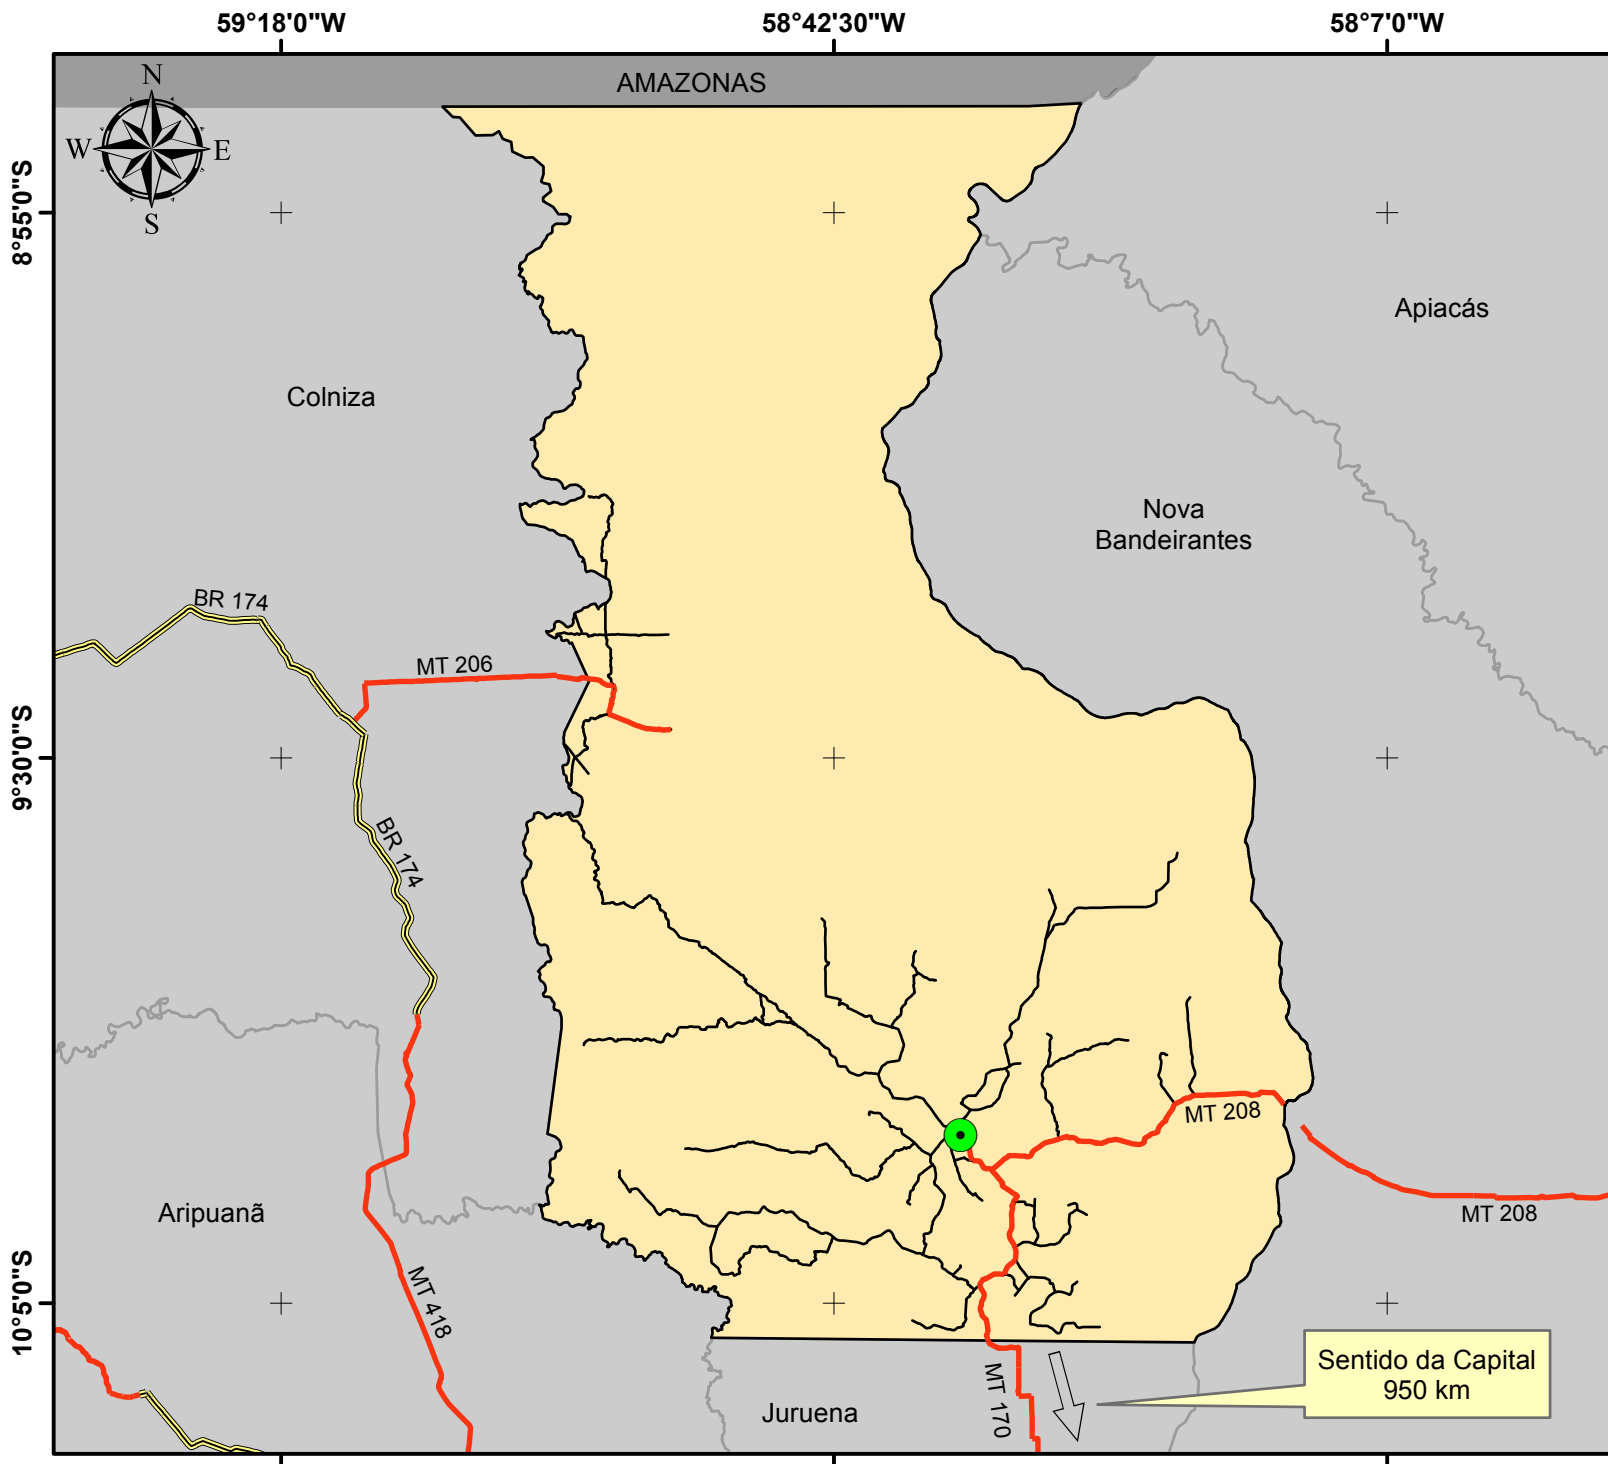 59°18'0"W
58°42'30"W
58°7'0"W
AMAZONAS
N
W
E
S
8°55'0"S
Apiacás
Colniza
Nova
Bandeirantes
BR 174
MT 206
9°30'0"S
BR 174
MT 208
Aripuanã
MT 208
MT 418
10°5'0"S
Sentido da Capital
950 km
MT 170
Juruena